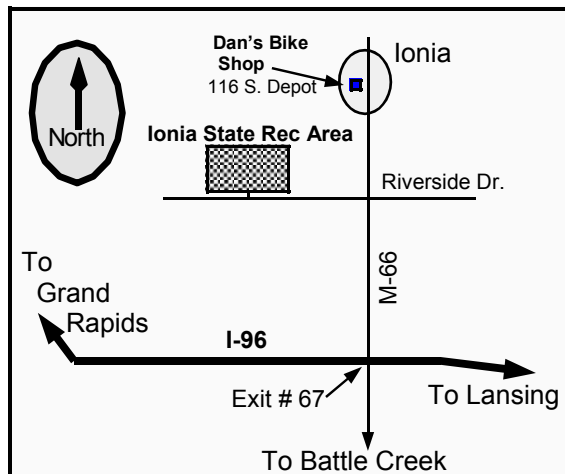 Dan's Bike
Shop
116 S. Depot
Ionia
North
Ionia State Rec Area
Riverside Dr.
To
Grand
Rapids
M-66
I-96
Exit # 67
To Lansing
To Battle Creek